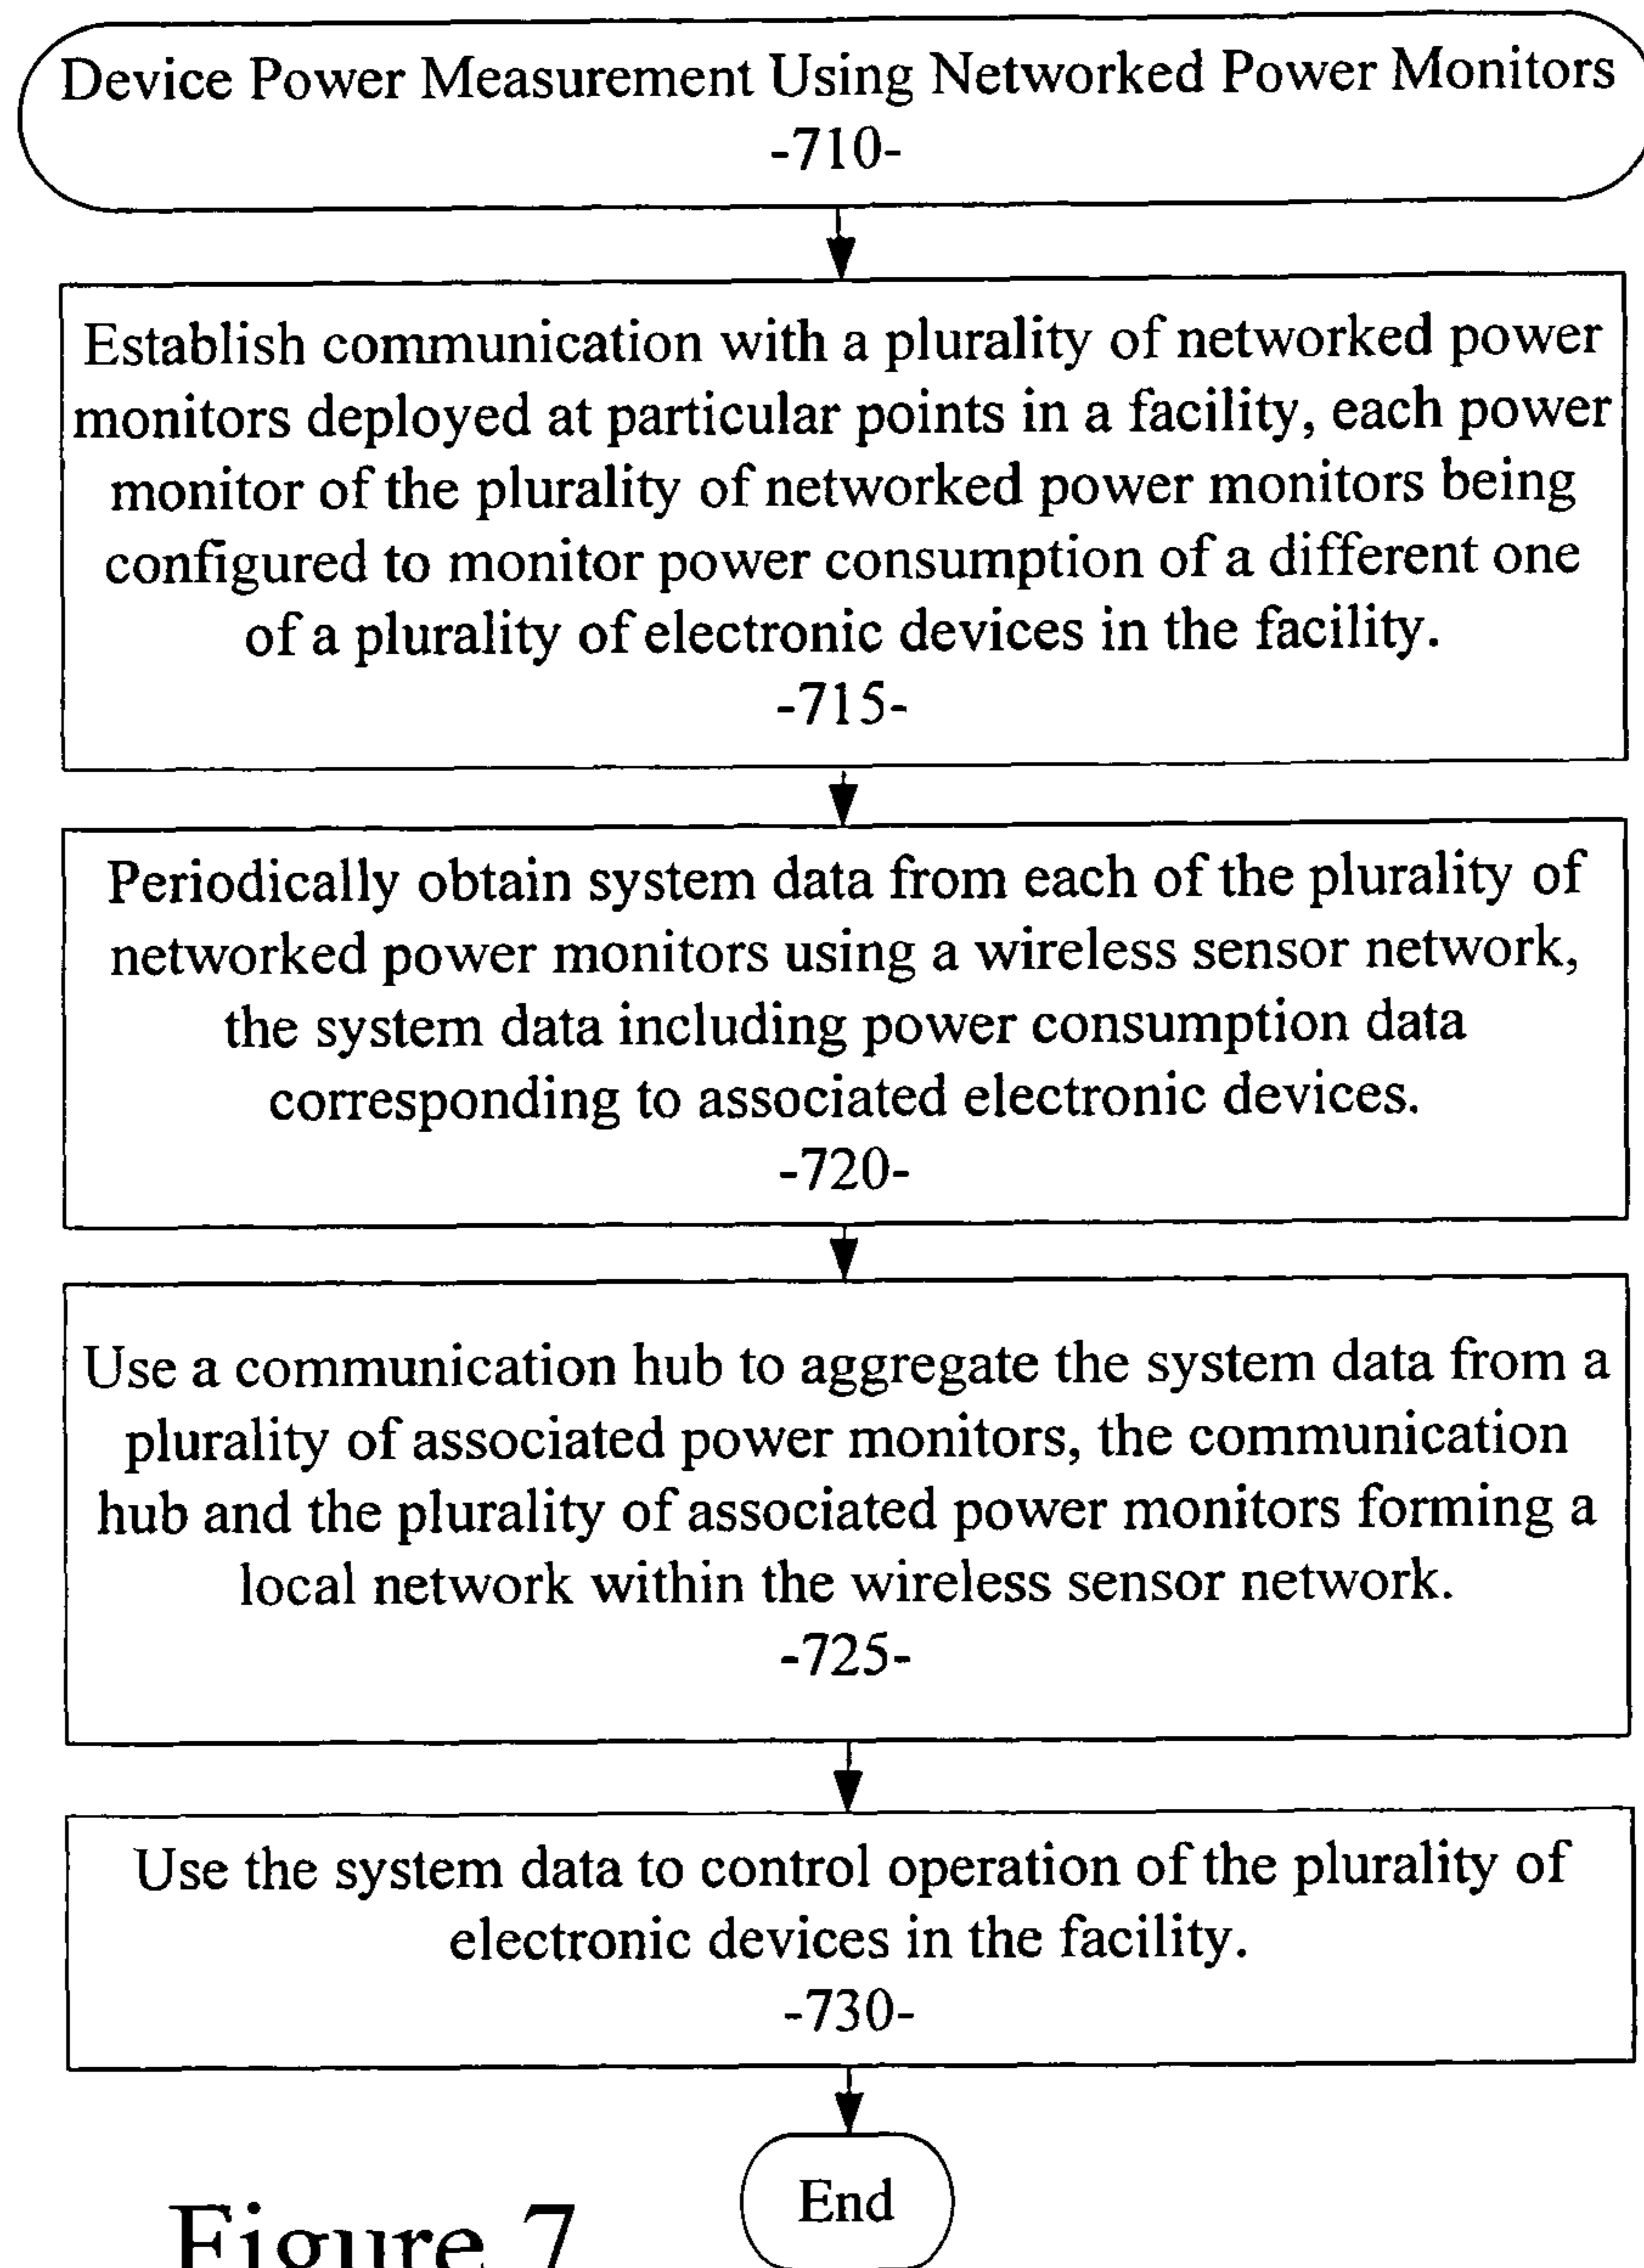 Device Power Measurement Using Networked Power Monitors
-710-
Establish communication with a plurality of networked power
monitors deployed at particular points in a facility, each power
monitor of the plurality of networked power monitors being
configured to monitor power consumption of a different one
of a plurality of electronic devices in the facility.
-715-
Periodically obtain system data from each of the plurality of
networked power monitors using a wireless sensor network,
the system data including power consumption data
corresponding to associated electronic devices.
-720-
Use a communication hub to aggregate the system data from a
plurality of associated power monitors, the communication
hub and the plurality of associated power monitors forming a
local network within the wireless sensor network.
-725-
Use the system data to control operation of the plurality of
electronic devices in the facility.
-730-
End
Figure 7